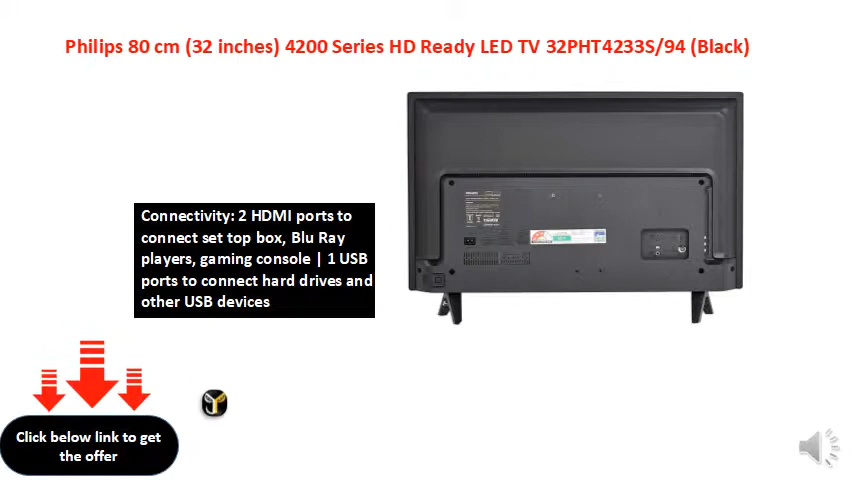 Philips 80 cm (32 inches) 4200 Series HD Ready LED TV 32PHT4233S/94 (Black)
Connectivity: 2 HDMI ports to
connect set top box, Blu Ray
players, gaming console | 1 USB
ports to connect hard drives and
other USB devices
Click below link to get
the offer